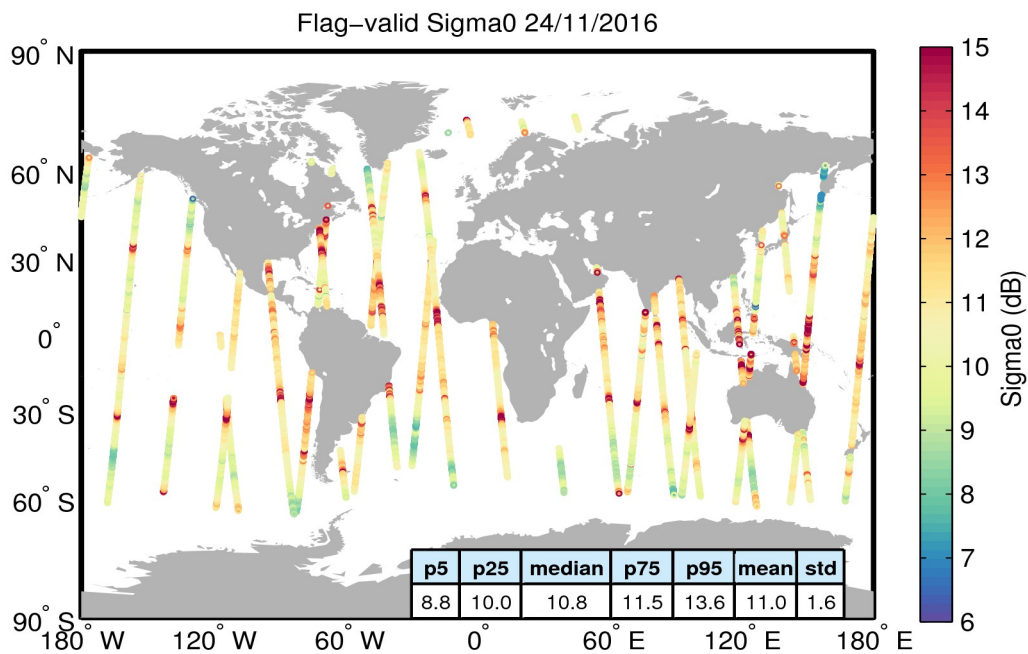 Flag−valid Sigma0 24/11/2016
90° N
60° N
30° N
0°
30° S
60° S
90° S
180° W
120° W
60° W
0°
60° E
120° E
180° E
p5 p25 median p75 p95 mean std
8.8 10.0 10.8 11.5 13.6 11.0 1.6
15
14
13
12
11
10
9
8
7
6
Sigma0 (dB)